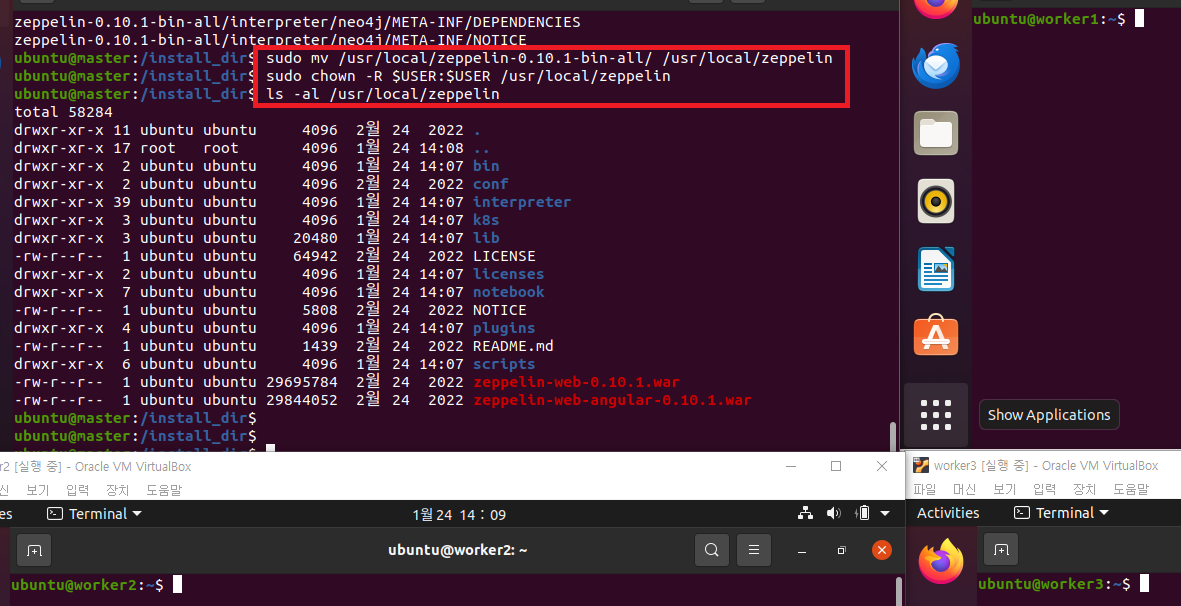 zeppelin-0.10.1-bin-all/interpreter/neo4j/META-INF/DEPENDENCIES
zeppelin-0.10.1-bin-all/interpreter/neo4j/META-INF/NOTICE
ubuntu@master:/install_dir$ sudo mv /usr/local/zeppelin-0.10.1-bin-all/ /usr/local/zeppelin
ubuntu@master:/install_dir$ sudo chown -R $USER:$USER /usr/local/zeppelin
ubuntu@master:/install_dir$ ls -al /usr/local/zeppelin
total 58284
drwxr-xr-x 11 ubuntu ubuntu 4096 2월 24 2022 .
drwxr-xr-x 17 root root 4096 1월 24 14:08 ..
drwxr-xr-x 2 ubuntu ubuntu 4096 1월 24 14:07 bin
drwxr-xr-x 2 ubuntu ubuntu 4096 2월 24 2022 conf
drwxr-xr-x 39 ubuntu ubuntu 4096 1월 24 14:07 interpreter
drwxr-xr-x 3 ubuntu ubuntu 4096 1월 24 14:07 k8s
drwxr-xr-x 3 ubuntu ubuntu 20480 1월 24 14:07 lib
-rw-r--r-- 1 ubuntu ubuntu 64942 2월 24 2022 LICENSE
drwxr-xr-x 2 ubuntu ubuntu 4096 1월 24 14:07 licenses
drwxr-xr-x 7 ubuntu ubuntu 4096 1월 24 14:07 notebook
-rw-r--r-- 1 ubuntu ubuntu 5808 2월 24 2022 NOTICE
drwxr-xr-x 4 ubuntu ubuntu 4096 1월 24 14:07 plugins
-rw-r--r-- 1 ubuntu ubuntu 1439 2월 24 2022 README.md
drwxr-xr-x 6 ubuntu ubuntu 4096 1월 24 14:07 scripts
-rw-r--r-- 1 ubuntu ubuntu 29695784 2월 24 2022 zeppelin-web-0.10.1.war
-rw-r--r-- 1 ubuntu ubuntu 29844052 2월 24 2022 zeppelin-web-angular-0.10.1.war
ubuntu@master:/install_dir$
ubuntu@master:/install_dir$
ubuntu@worker1:~$
Show Applications
r2 [실행 중] - Oracle VM VirtualBox
신 보기 입력 장치 도움말
es Terminal 1월 24 14：09
ubuntu@worker2: ~
ubuntu@worker2:~$
worker3 [실행 중] - Oracle VM VirtualBox
파일 머신 보기 입력 장치 도움말
Activities Terminal
ubuntu@worker3:~$